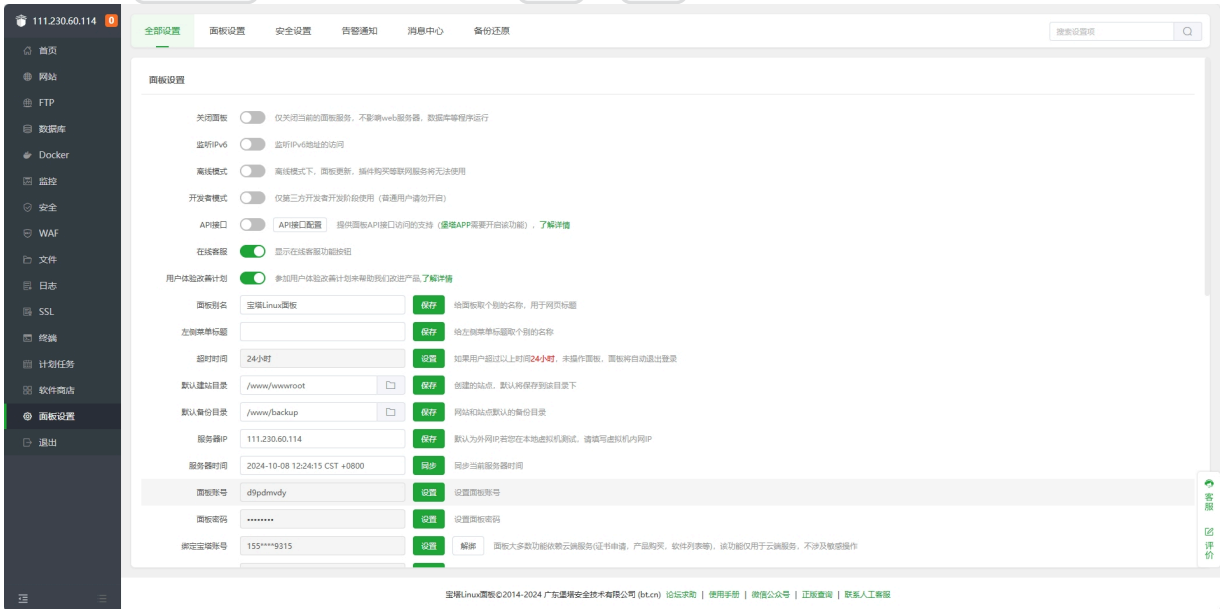 111.230.60.114 0
首页
网站
FTP
数据库
Docker
监控
安全
WAF
文件
日志
SSL
终端
计划任务
软件商店
面板设置
退出
全部设置 面板设置 安全设置 告警通知 消息中心 备份还原 搜索设置项
面板设置
关闭面板 仅关闭当前的面板服务，不影响web服务器，数据库等程序运行
监听IPv6 监听IPv6地址的访问
离线模式 离线模式下，面板更新、插件购买等联网服务将无法使用
开发者模式 仅第三方开发者开发阶段使用（普通用户请勿开启）
API接口 API接口配置 提供面板API接口访问的支持（堡塔APP需要开启该功能），了解详情
在线客服 显示在线客服功能按钮
用户体验改善计划 参加用户体验改善计划来帮助我们改进产品,了解详情
面板别名 宝塔Linux面板 保存 给面板取个别的名称，用于网页标题
左侧菜单标题 保存 给左侧菜单标题取个别的名称
超时时间 24小时 设置 如果用户超过以上时间24小时，未操作面板，面板将自动退出登录
默认建站目录 /www/wwwroot 保存 创建的站点，默认将保存到该目录下
默认备份目录 /www/backup 保存 网站和站点默认的备份目录
服务器IP 111.230.60.114 保存 默认为外网IP,若您在本地虚拟机测试，请填写虚拟机内网IP
服务器时间 2024-10-08 12:24:15 CST +0800 同步 同步当前服务器时间
面板账号 d9pdmvdy 设置 设置面板账号
面板密码 •••••••• 设置 设置面板密码
绑定宝塔账号 155****9315 设置 解绑 面板大多数功能依赖云端服务(证书申请、产品购买、软件列表等)，该功能仅用于云端服务，不涉及敏感操作
客服
评价
宝塔Linux面板©2014-2024 广东堡塔安全技术有限公司 (bt.cn) 论坛求助 | 使用手册 | 微信公众号 | 正版查询 | 联系人工客服